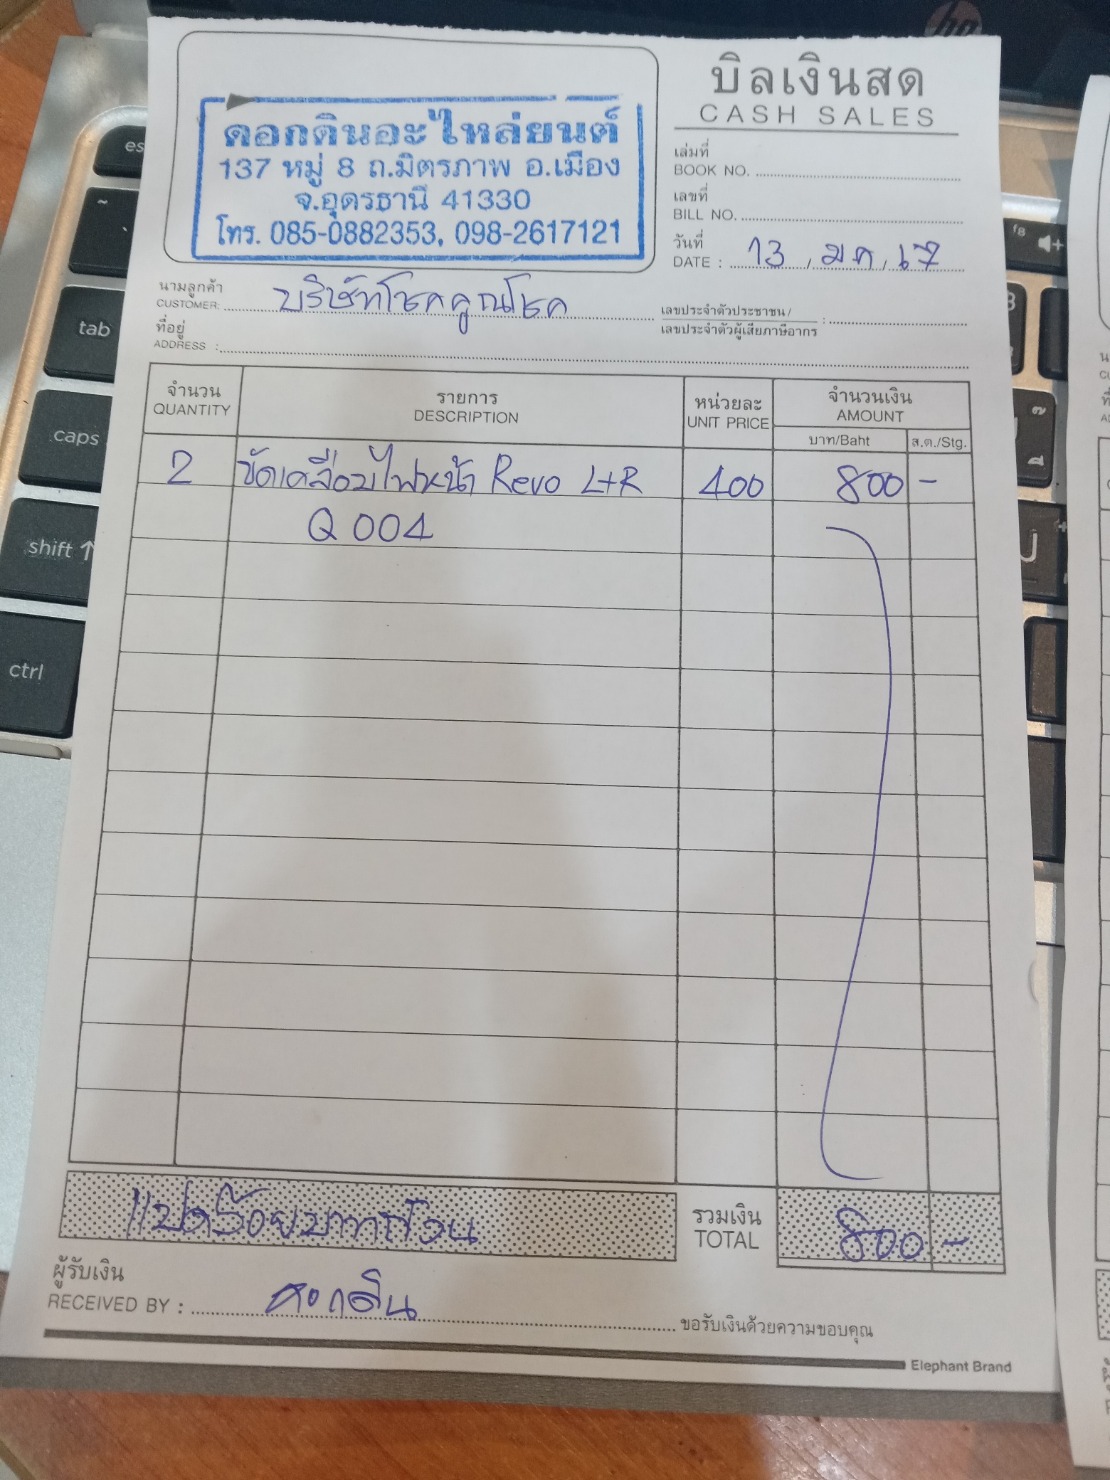 hp
ดอกดินอะไหล่ยนต์
137 หมู่ 8 ถ.มิตรภาพ อ.เมือง
จ.อุดรธานี 41330
โทร. 085-0882353, 098-2617121
บิลเงินสด
CASH SALES
เล่มที่
BOOK NO.
เลขที่
BILL NO.
วันที่
DATE : 13 , มค, 67
นามลูกค้า
CUSTOMER: บริษัทโชคคูณโชค
เลขประจำตัวประชาชน/
เลขประจำตัวผู้เสียภาษีอากร :
ที่อยู่
ADDRESS :
จำนวน รายการ หน่วยละ จำนวนเงิน
QUANTITY DESCRIPTION UNIT PRICE AMOUNT
บาท/Baht ส.ต./Stg.
2 ขัดเคลือบไฟหน้า Revo L+R 400 800 -
Q 004
แปดร้อยบาทถ้วน
รวมเงิน
TOTAL 800 -
ผู้รับเงิน
RECEIVED BY : ดอกดิน
ขอรับเงินด้วยความขอบคุณ
Elephant Brand
es
tab
caps
shift
ctrl
f8